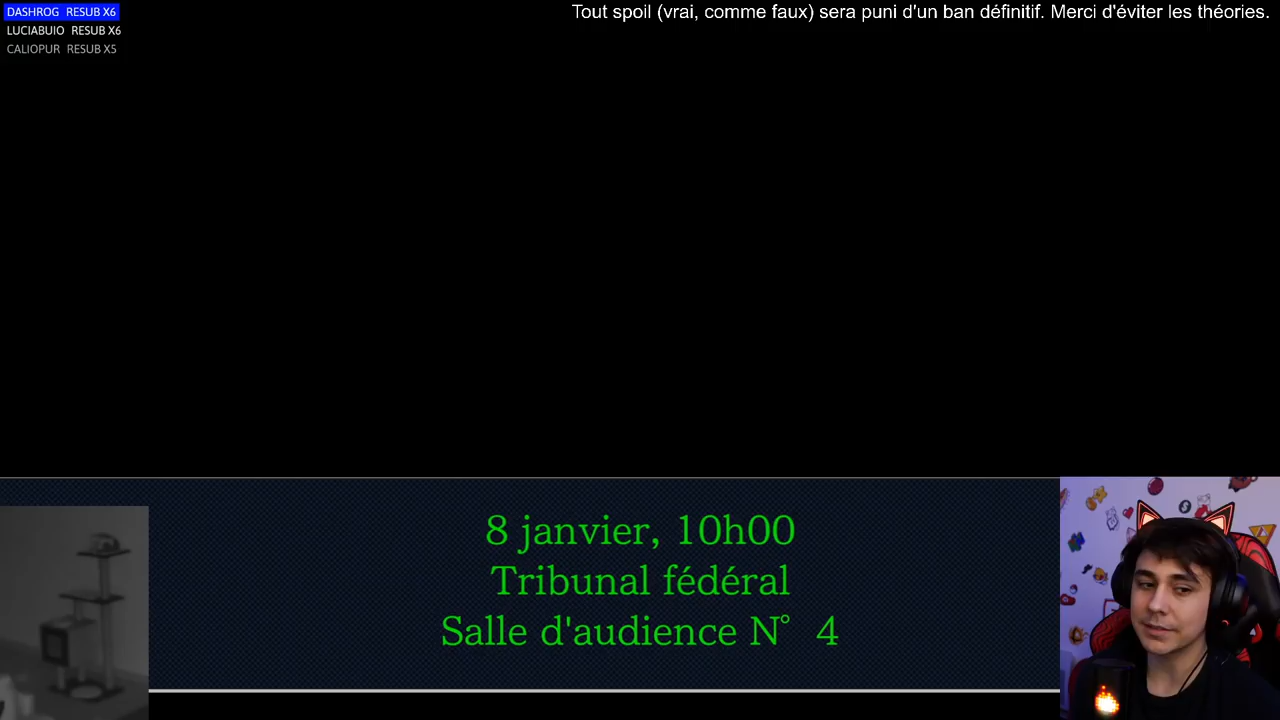 DASHROG RESUB X6
LUCIABUIO RESUB X6
CALIOPUR RESUB X5
Tout spoil (vrai, comme faux) sera puni d'un ban définitif. Merci d'éviter les théories.
8 janvier, 10h00
Tribunal fédéral
Salle d'audience N° 4